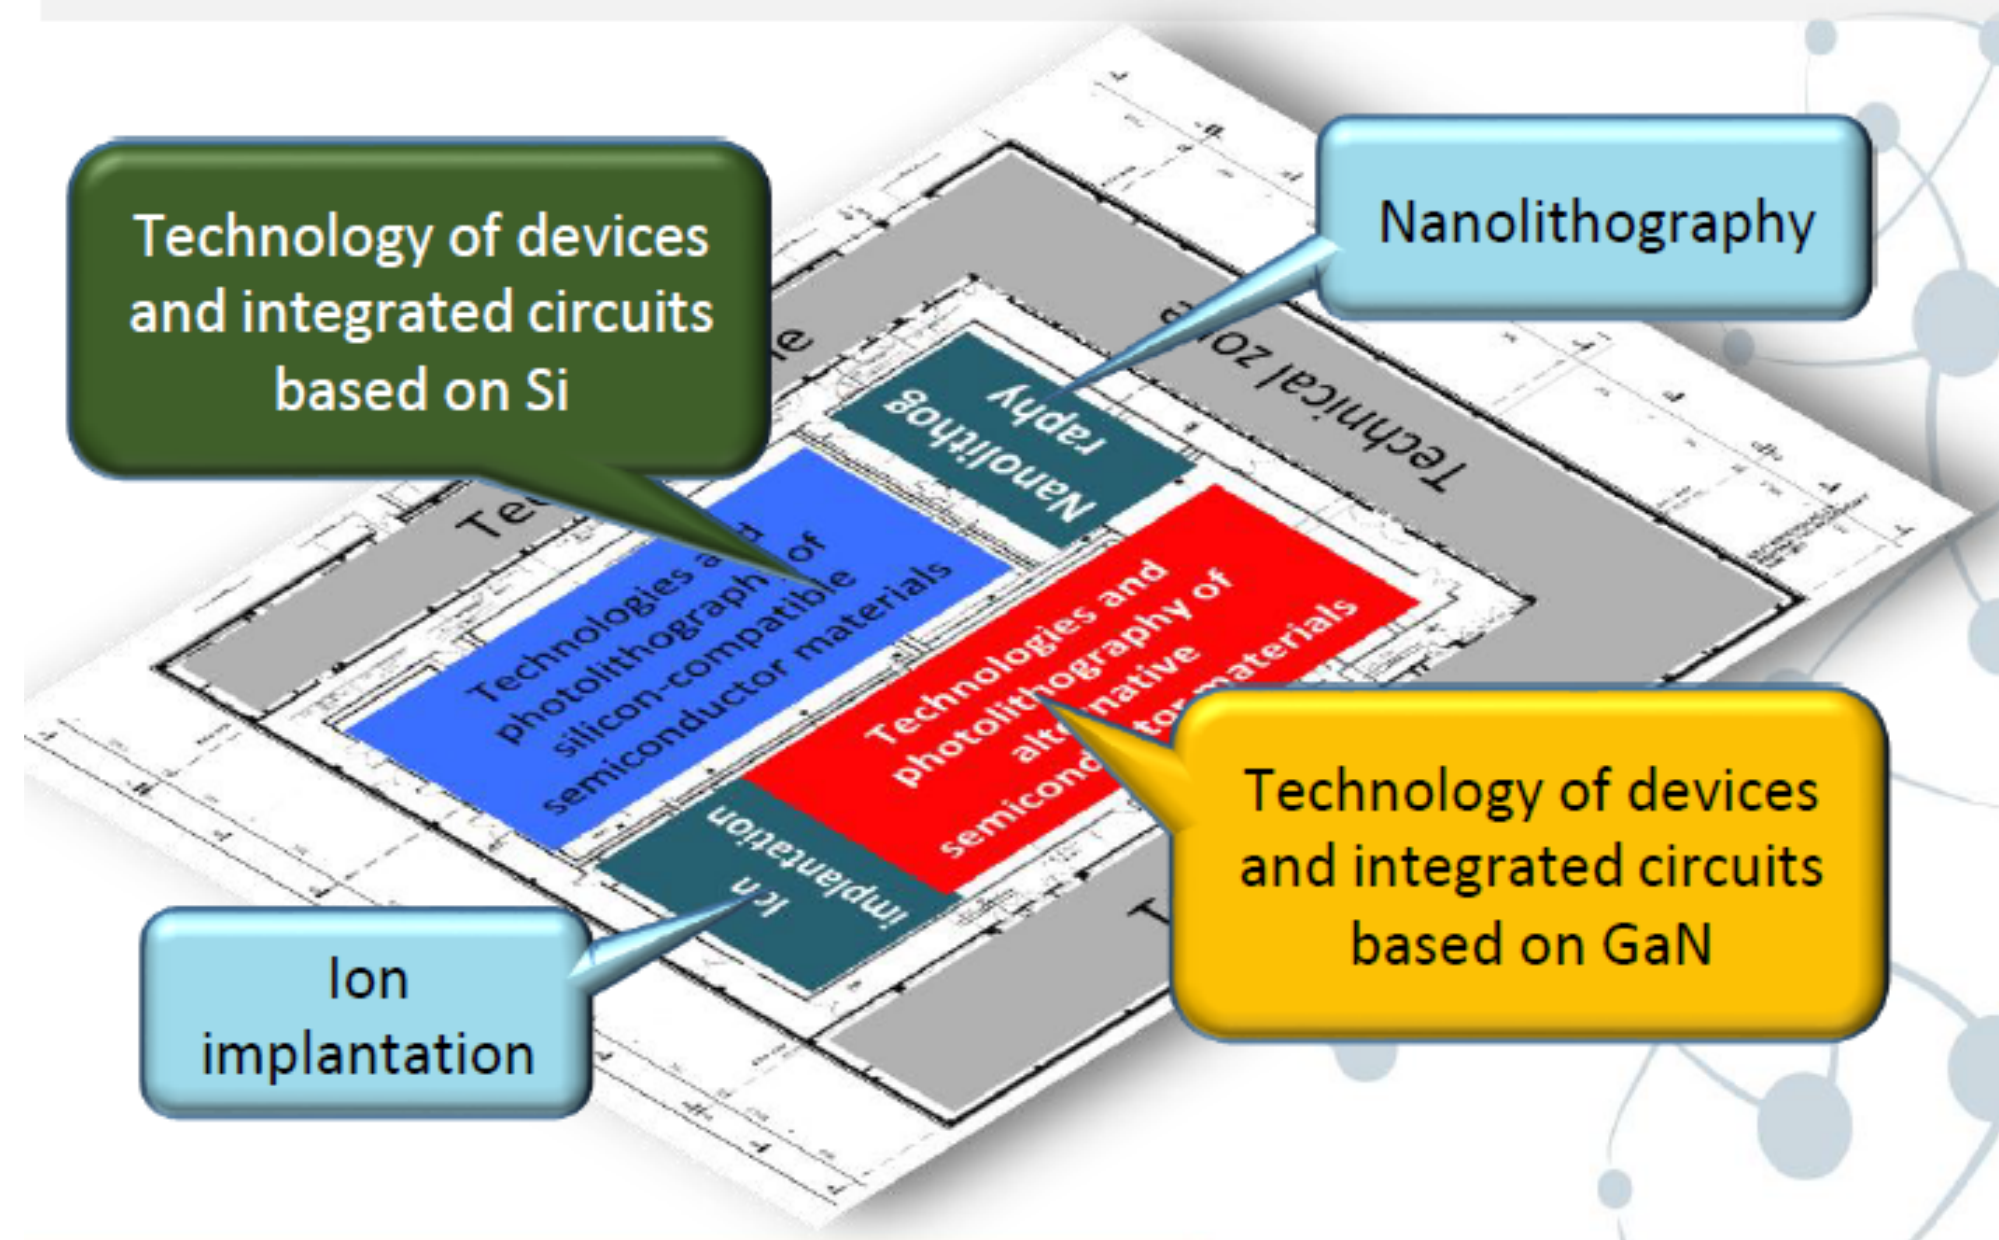 Technology of devices
and integrated circuits
based on Si
Nanolithography
Technical zone
Nanolithog
raphy
Technologies and
photolithography of
silicon-compatible
semiconductor materials
Technologies and
photolithography of
alternative
materials
Ion
implantation
Technology of devices
and integrated circuits
based on GaN
Ion
implantation